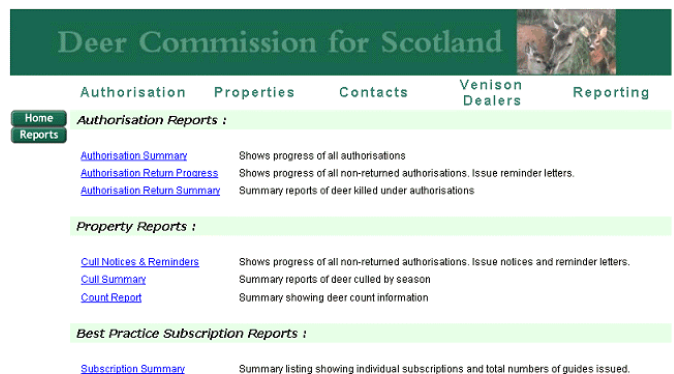 Deer Commission for Scotland
Authorisation Properties Contacts Venison Dealers Reporting
Home
Reports
Authorisation Reports :
Authorisation Summary Shows progress of all authorisations
Authorisation Return Progress Shows progress of all non-returned authorisations. Issue reminder letters.
Authorisation Return Summary Summary reports of deer killed under authorisations
Property Reports :
Cull Notices & Reminders Shows progress of all non-returned authorisations. Issue notices and reminder letters.
Cull Summary Summary reports of deer culled by season
Count Report Summary showing deer count information
Best Practice Subscription Reports :
Subscription Summary Summary listing showing individual subscriptions and total numbers of guides issued.